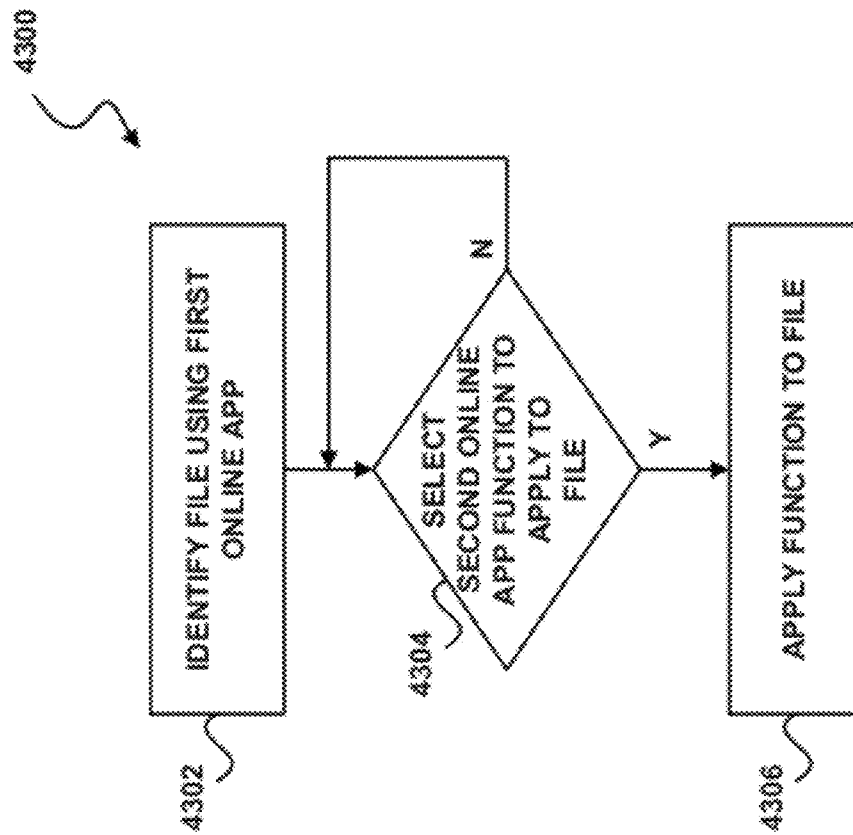 4300
IDENTIFY FILE USING FIRST
ONLINE APP
4302
SELECT
SECOND ONLINE
APP FUNCTION TO
APPLY TO
FILE
N
4304
Y
APPLY FUNCTION TO FILE
4306